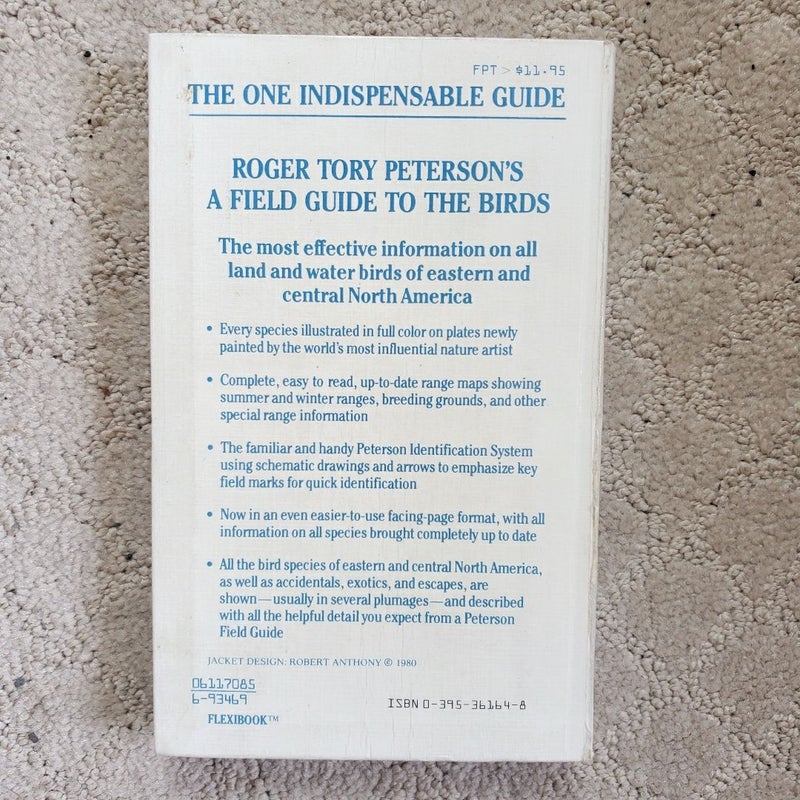 FPT > $11.95
THE ONE INDISPENSABLE GUIDE
ROGER TORY PETERSON'S
A FIELD GUIDE TO THE BIRDS
The most effective information on all
land and water birds of eastern and
central North America
• Every species illustrated in full color on plates newly
painted by the world's most influential nature artist
• Complete, easy to read, up-to-date range maps showing
summer and winter ranges, breeding grounds, and other
special range information
• The familiar and handy Peterson Identification System
using schematic drawings and arrows to emphasize key
field marks for quick identification
• Now in an even easier-to-use facing-page format, with all
information on all species brought completely up to date
• All the bird species of eastern and central North America,
as well as accidentals, exotics, and escapes, are
shown—usually in several plumages—and described
with all the helpful detail you expect from a Peterson
Field Guide
JACKET DESIGN: ROBERT ANTHONY © 1980
06117085
6-93469
ISBN 0-395-36164-8
FLEXIBOOK™